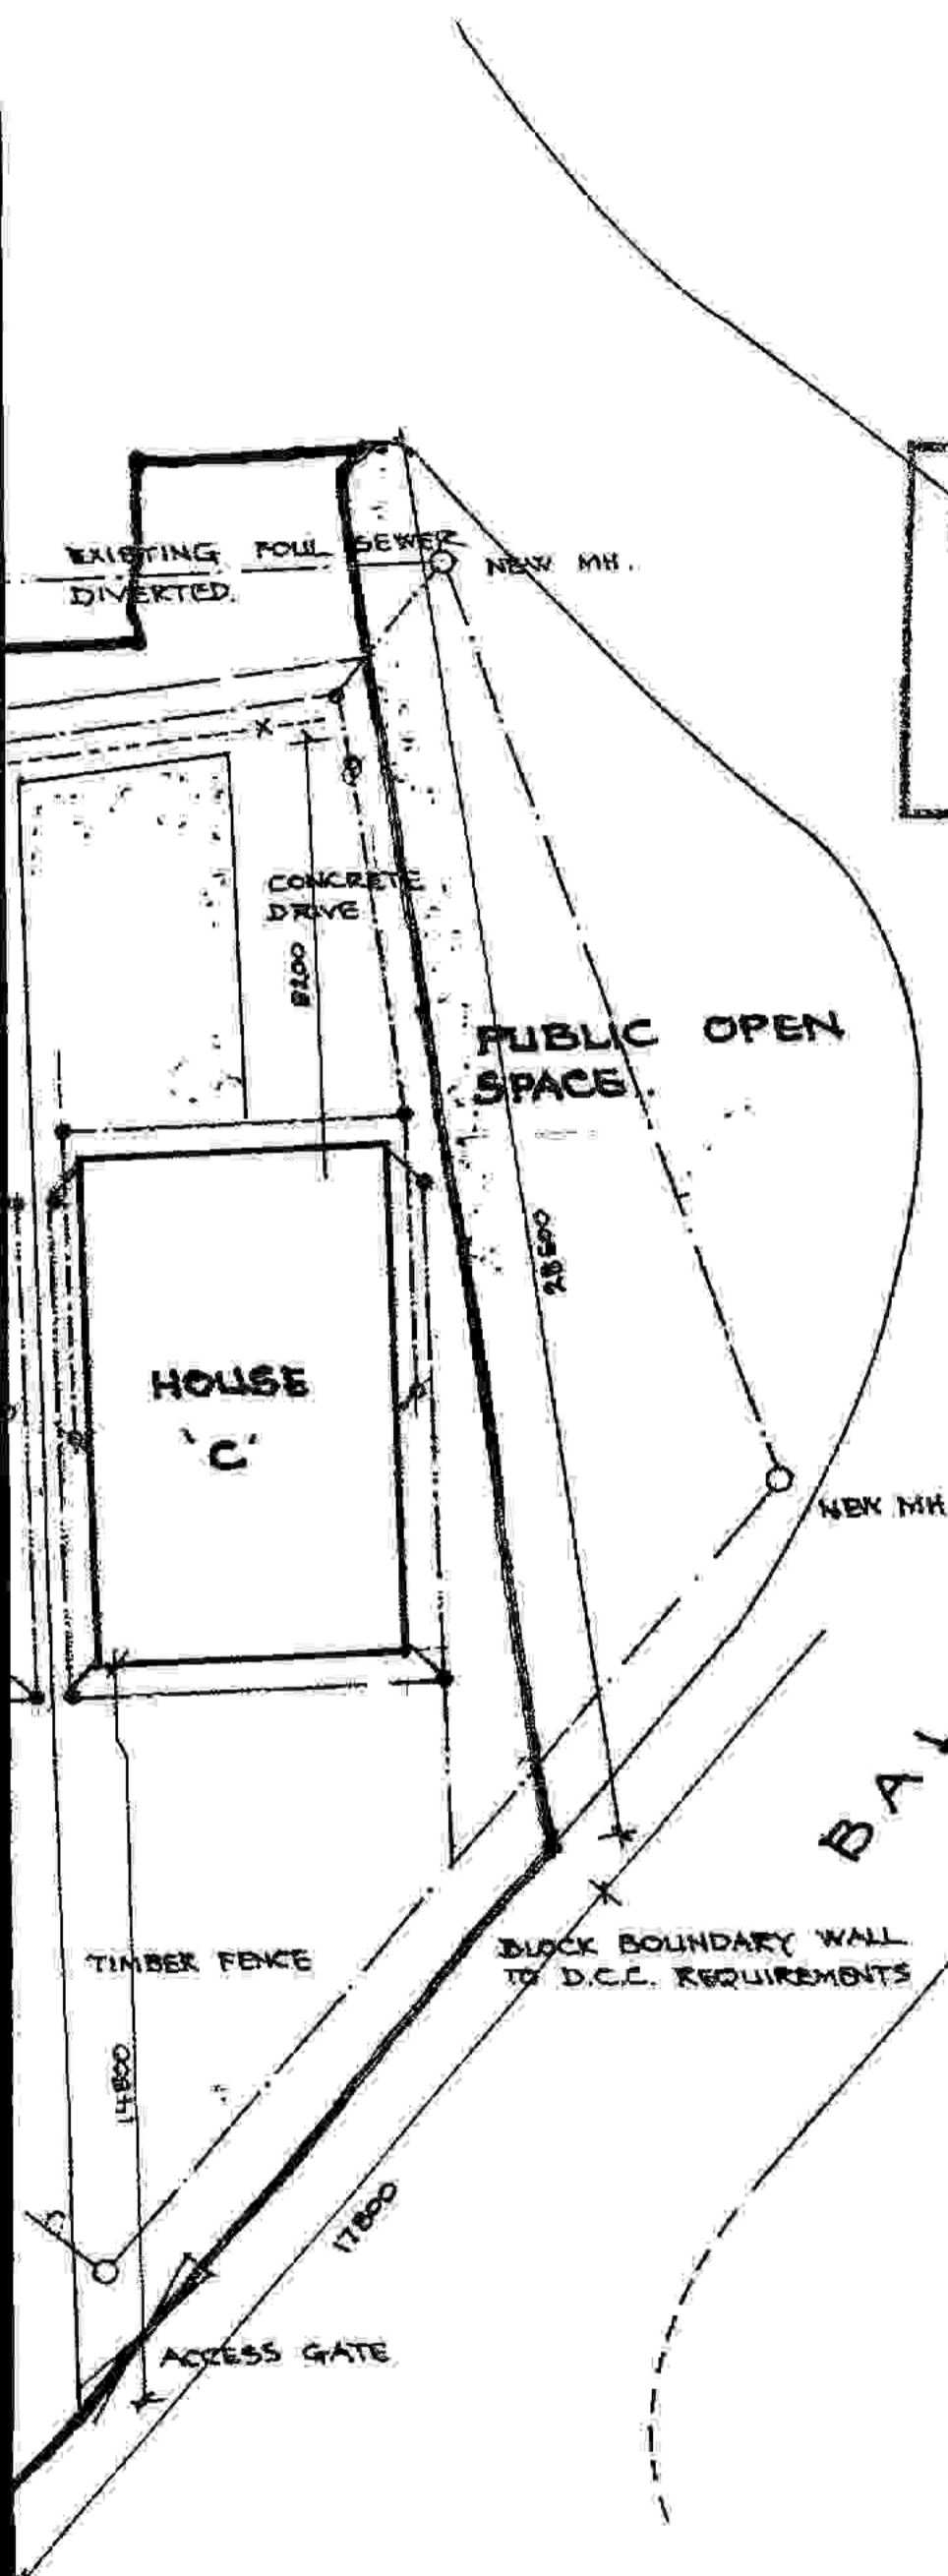 EXISTING FOUL SEWER
DIVERTED.
NEW MH.
CONCRETE
DRIVE
8200
PUBLIC OPEN
SPACE.
28500
HOUSE
'C'
NEW MH
B A
TIMBER FENCE
BLOCK BOUNDARY WALL
TO D.C.C. REQUIREMENTS
14800
17800
ACCESS GATE